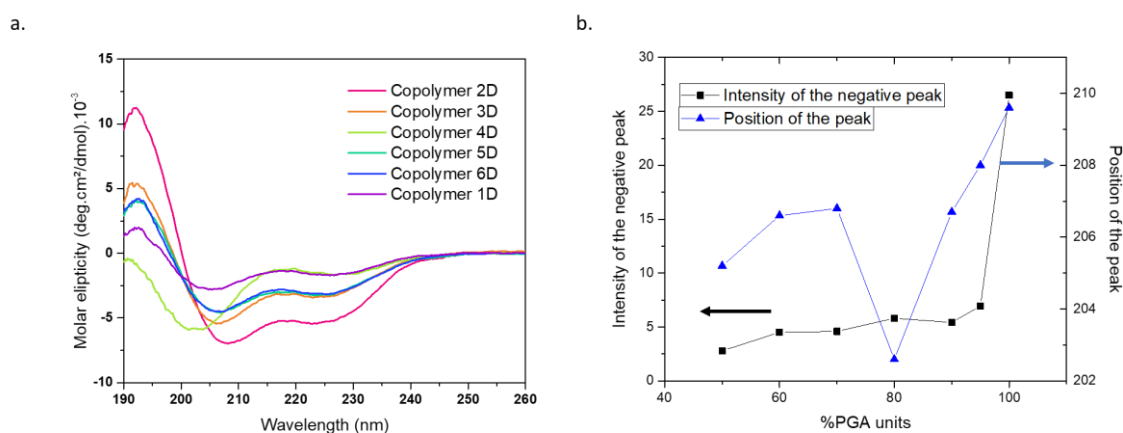 a.
b.
15
10
5
0
-5
-10
190
200
210
220
230
240
250
260
Molar elipticity (deg.cm²/dmol).10⁻³
Wavelength (nm)
Copolymer 2D
Copolymer 3D
Copolymer 4D
Copolymer 5D
Copolymer 6D
Copolymer 1D
30
25
20
15
10
5
0
40
60
80
100
210
208
206
204
202
Intensity of the negative peak
Position of the peak
Intensity of the negative peak
%PGA units
Position of the peak